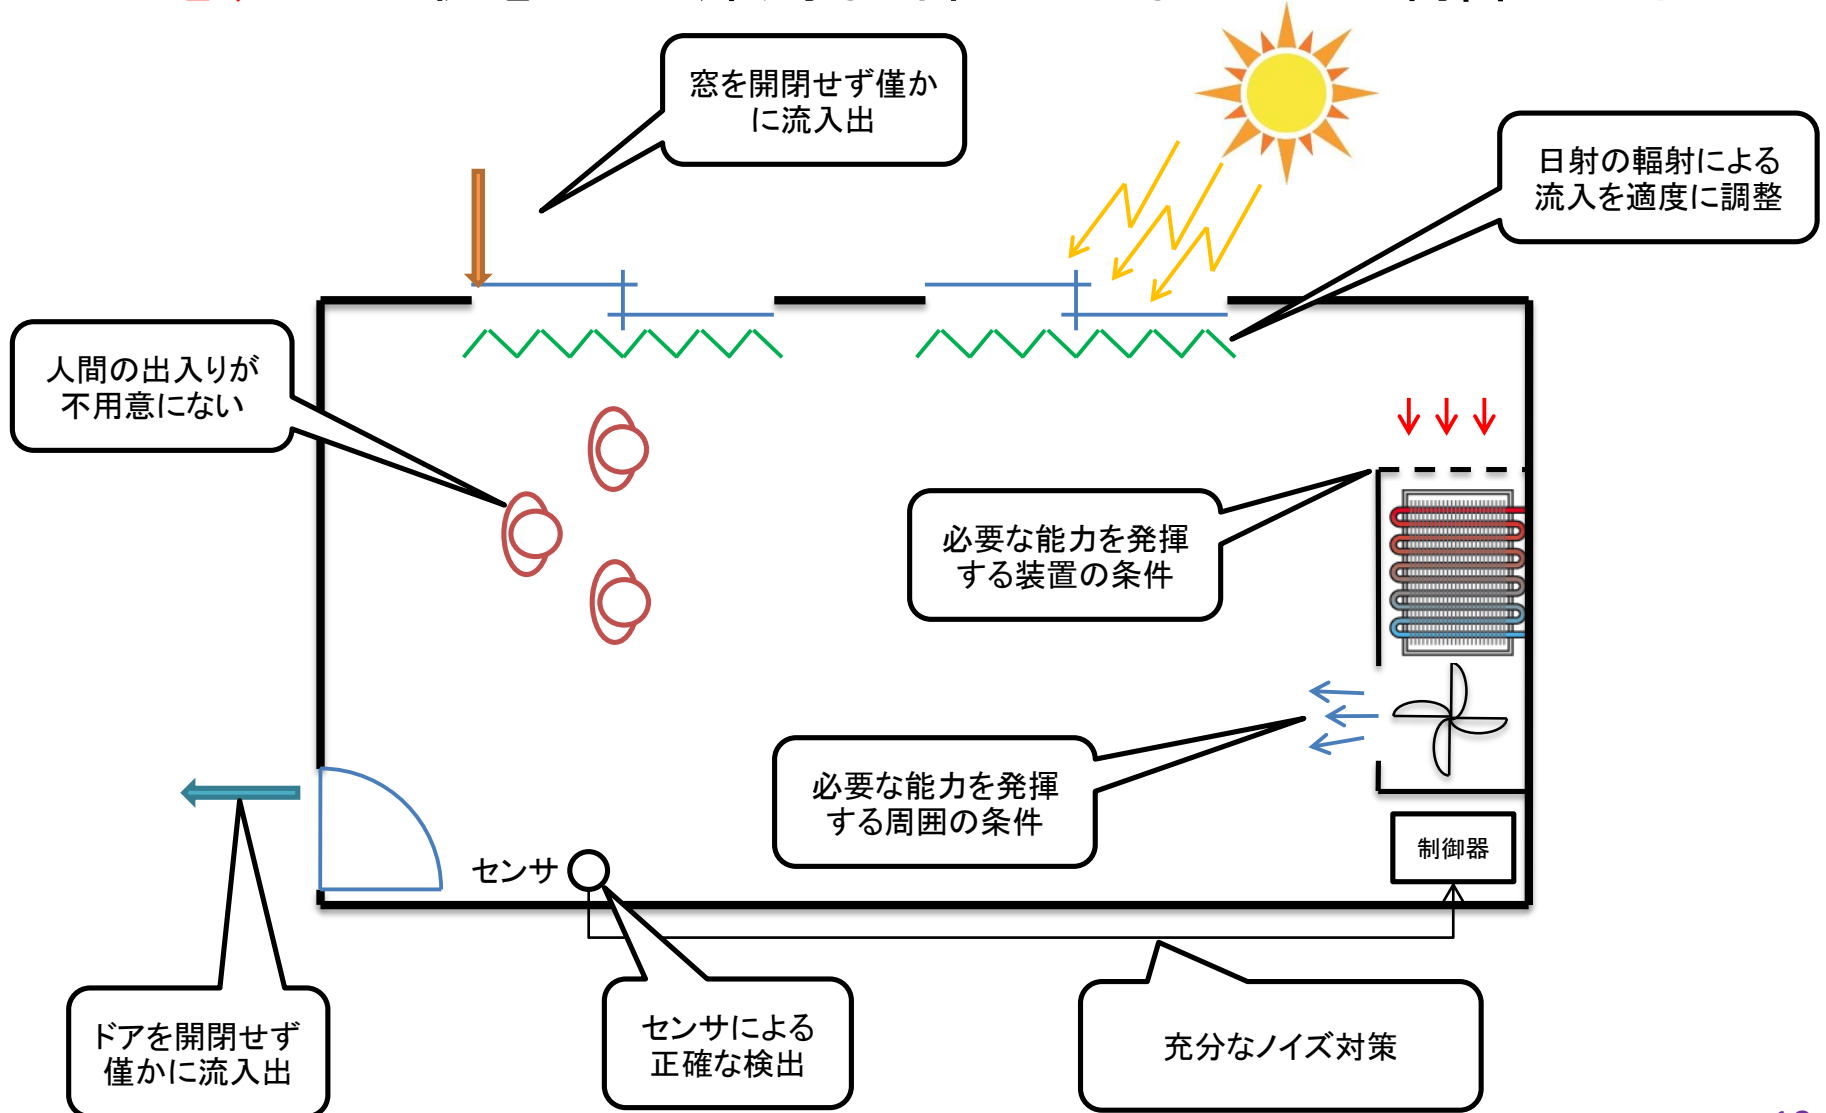 窓を開閉せず僅か
に流入出
日射の輻射による
流入を適度に調整
人間の出入りが
不用意にない
必要な能力を発揮
する装置の条件
必要な能力を発揮
する周囲の条件
制御器
センサ
ドアを開閉せず
僅かに流入出
センサによる
正確な検出
充分なノイズ対策